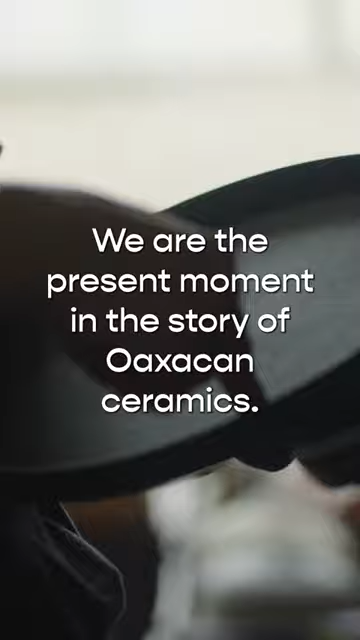 We are the
present moment
in the story of
Oaxacan
ceramics.